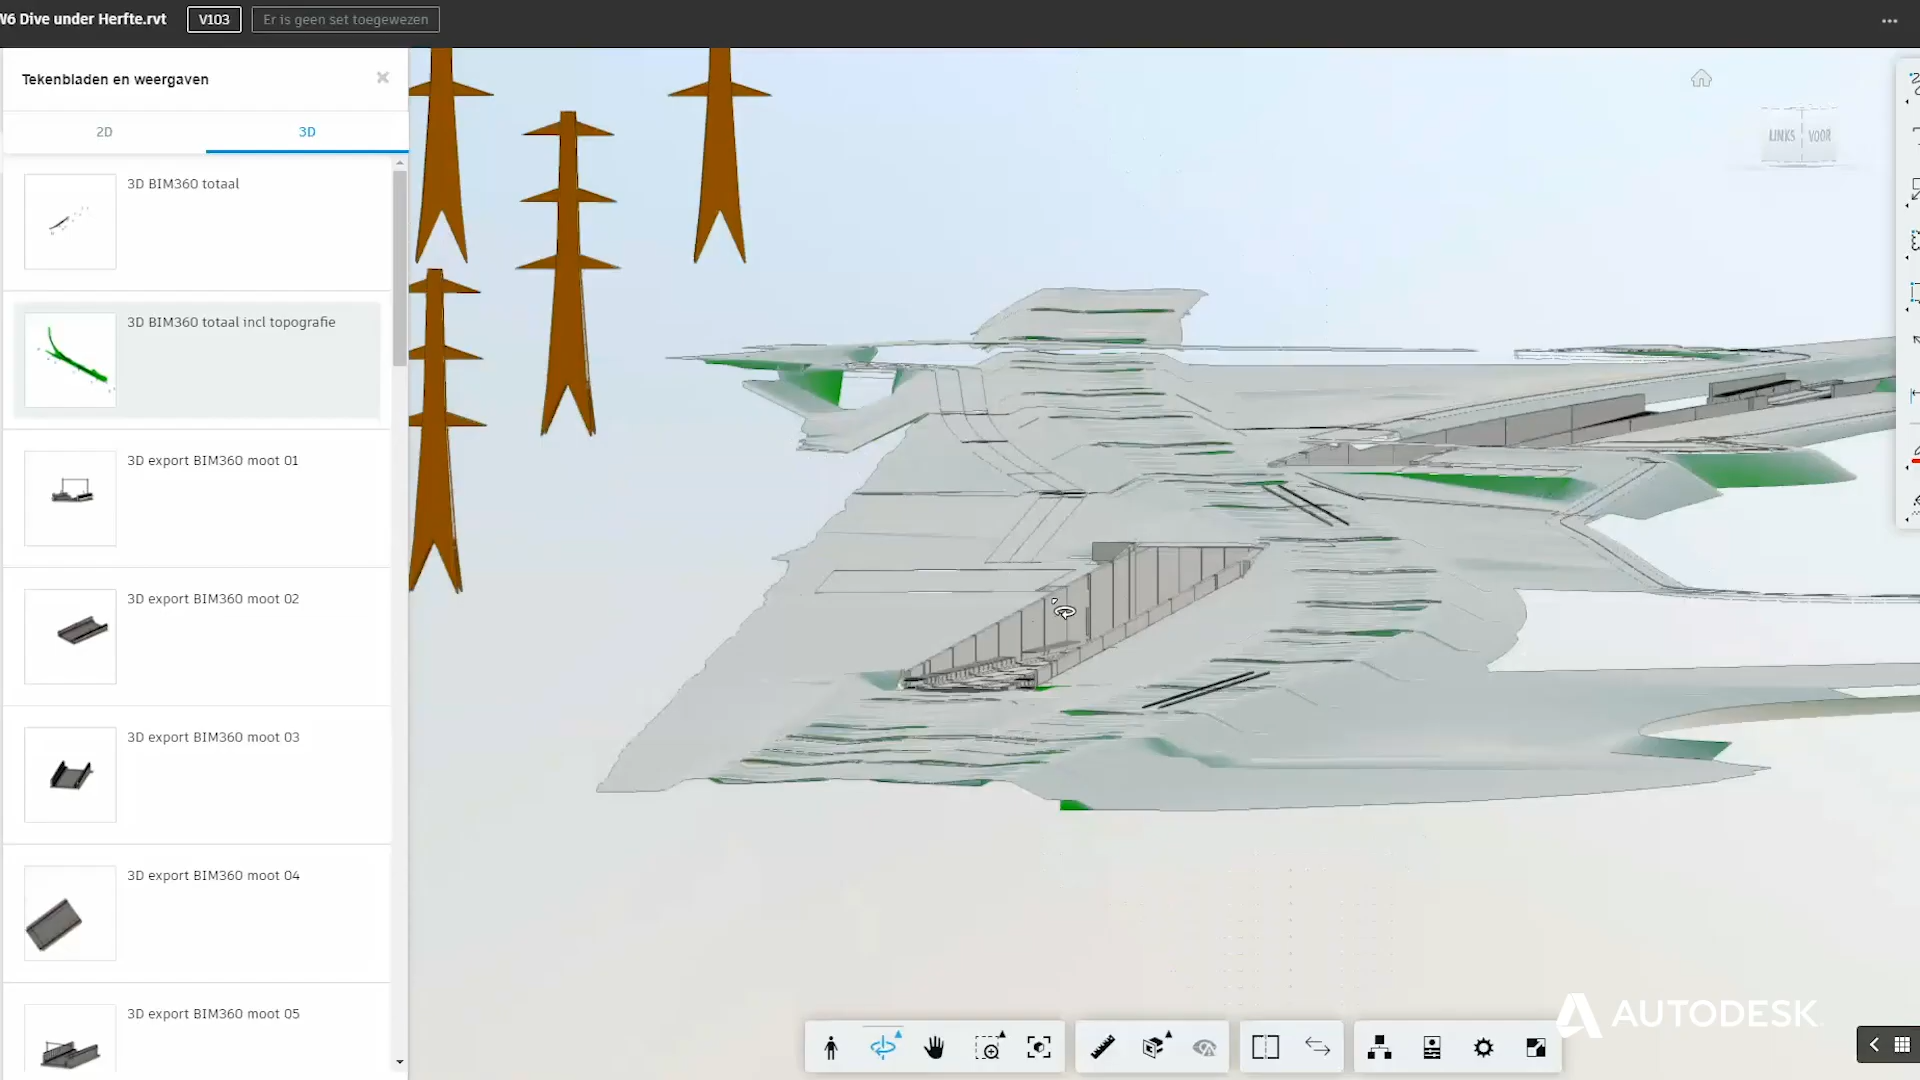 W6 Dive under Herfte.rvt
V103
Er is geen set toegewezen
Tekenbladen en weergaven
2D
3D
3D BIM360 totaal
3D BIM360 totaal incl topografie
3D export BIM360 moot 01
3D export BIM360 moot 02
3D export BIM360 moot 03
3D export BIM360 moot 04
3D export BIM360 moot 05
LINKS
VOOR
AUTODESK